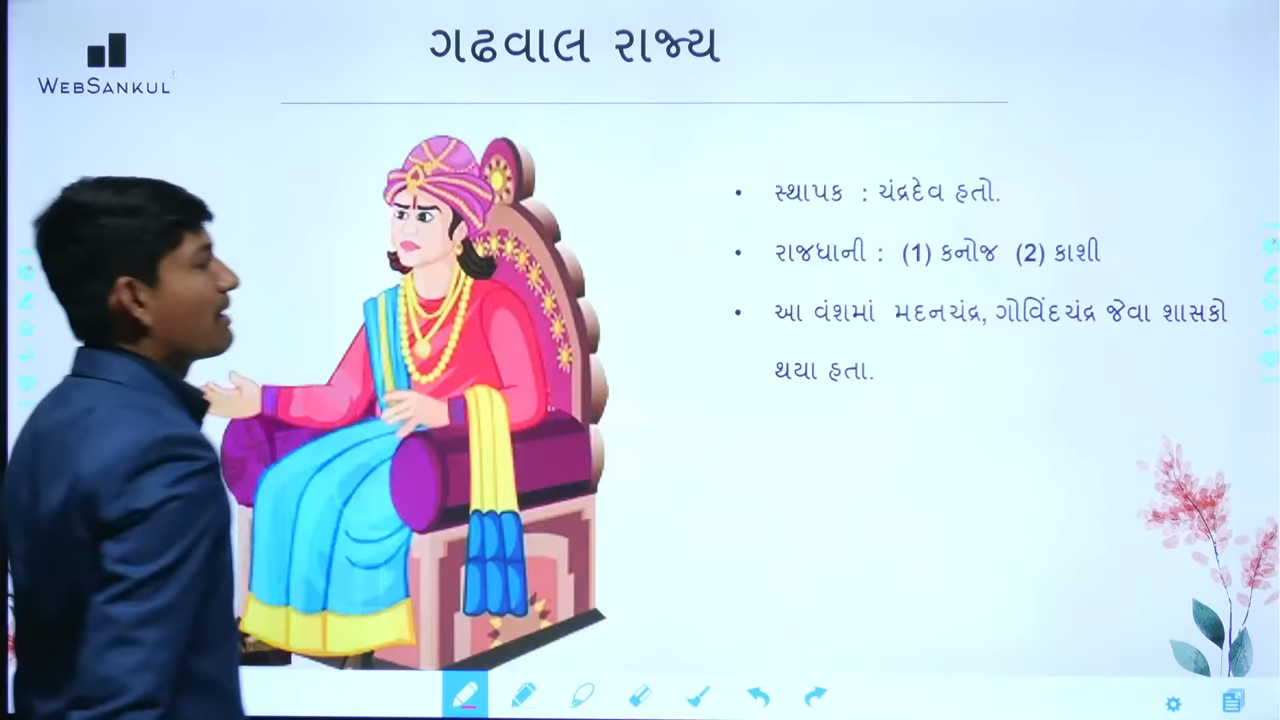 WEBSANKUL
ગઢવાલ રાજ્ય
• સ્થાપક : ચંદ્રદેવ હતો.
• રાજધાની : (1) કનોજ (2) કાશી
• આ વંશમાં મદનચંદ્ર, ગોવિંદચંદ્ર જેવા શાસકો
થયા હતા.